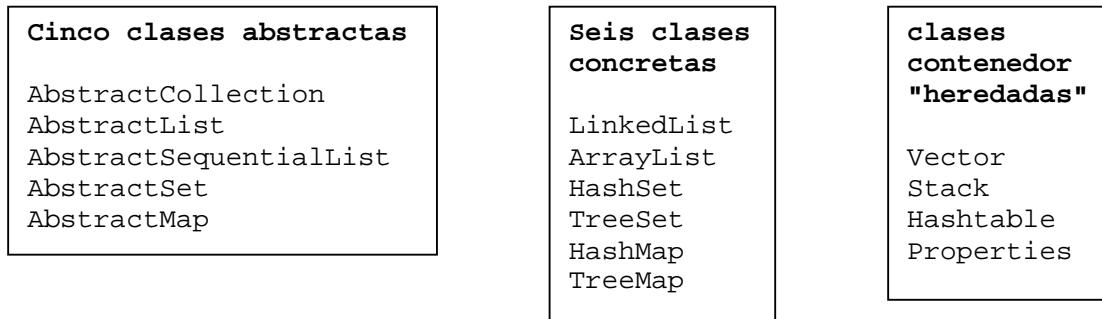 Cinco clases abstractas
AbstractCollection
AbstractList
AbstractSequentialList
AbstractSet
AbstractMap
Seis clases
concretas
LinkedList
ArrayList
HashSet
TreeSet
HashMap
TreeMap
clases
contenedor
"heredadas"
Vector
Stack
Hashtable
Properties